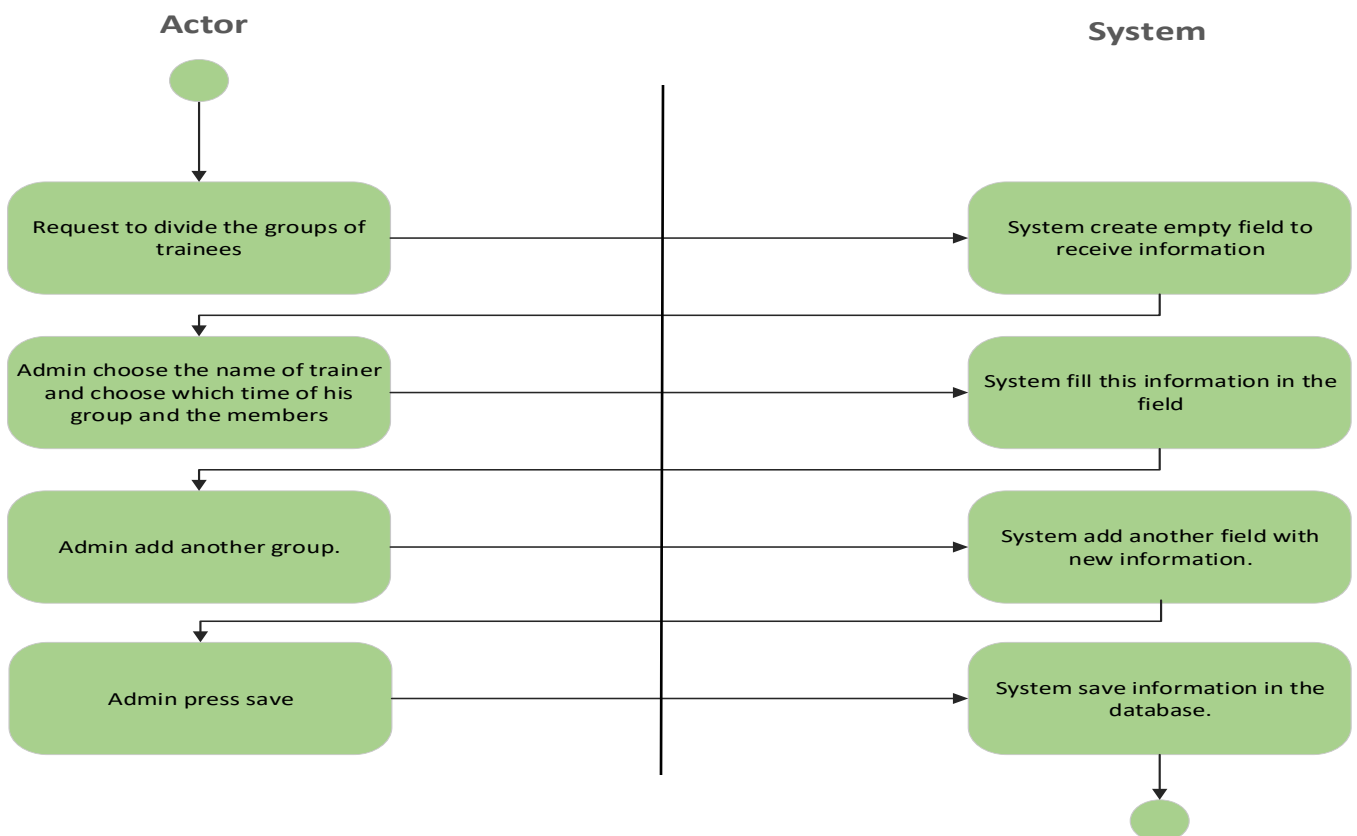 Actor
System
Request to divide the groups of
trainees
System create empty field to
receive information
Admin choose the name of trainer
and choose which time of his
group and the members
System fill this information in the
field
Admin add another group.
System add another field with
new information.
Admin press save
System save information in the
database.